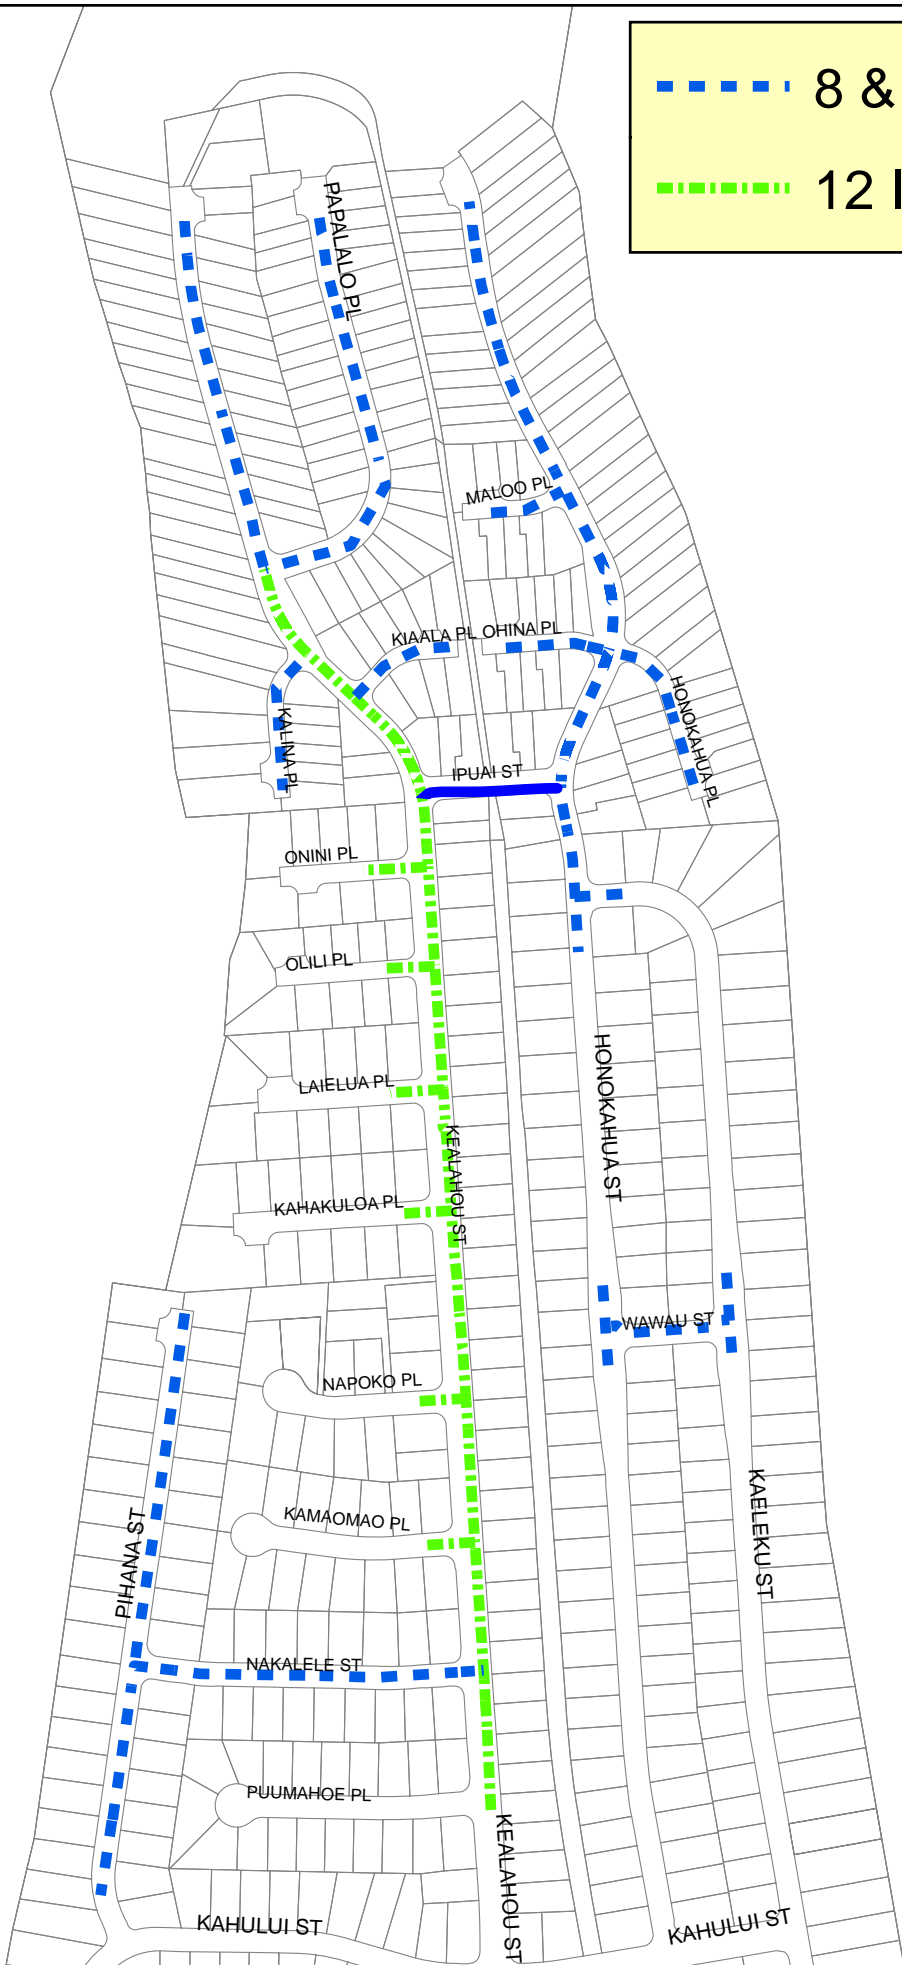 8 &
12
PAPALALO PL
MALOO PL
KIAALA PL
OHINA PL
HONOKAHUA PL
KALINA PL
IPUAI ST
ONINI PL
OLILI PL
HONOKAHUA ST
LAIELUA PL
KEALAHOU ST
KAHAKULOA PL
WAWAU ST
NAPOKO PL
KAELEKU ST
KAMAOMAO PL
PIHANA ST
NAKALELE ST
PUUMAHOE PL
KEALAHOU ST
KAHULUI ST
KAHULUI ST